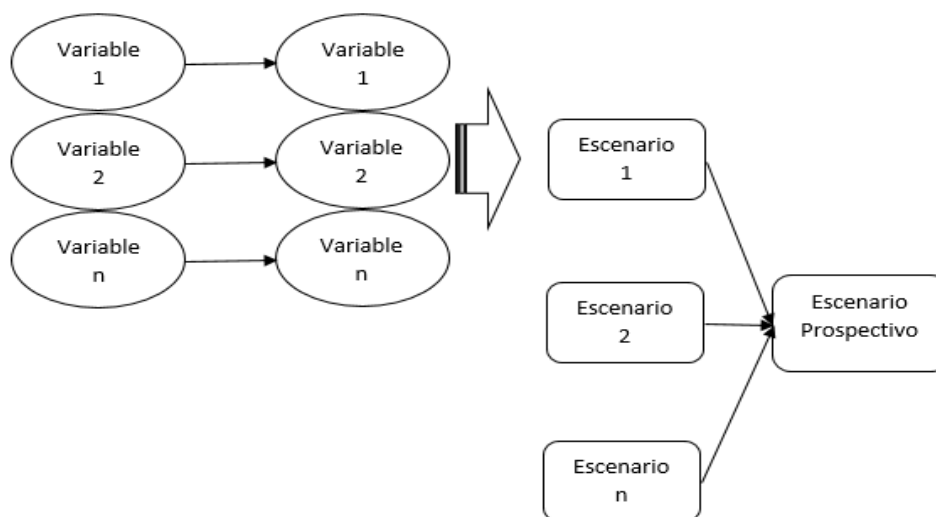 Variable
1
Variable
1
Variable
2
Variable
2
Variable
n
Variable
n
Escenario
1
Escenario
2
Escenario
n
Escenario
Prospectivo